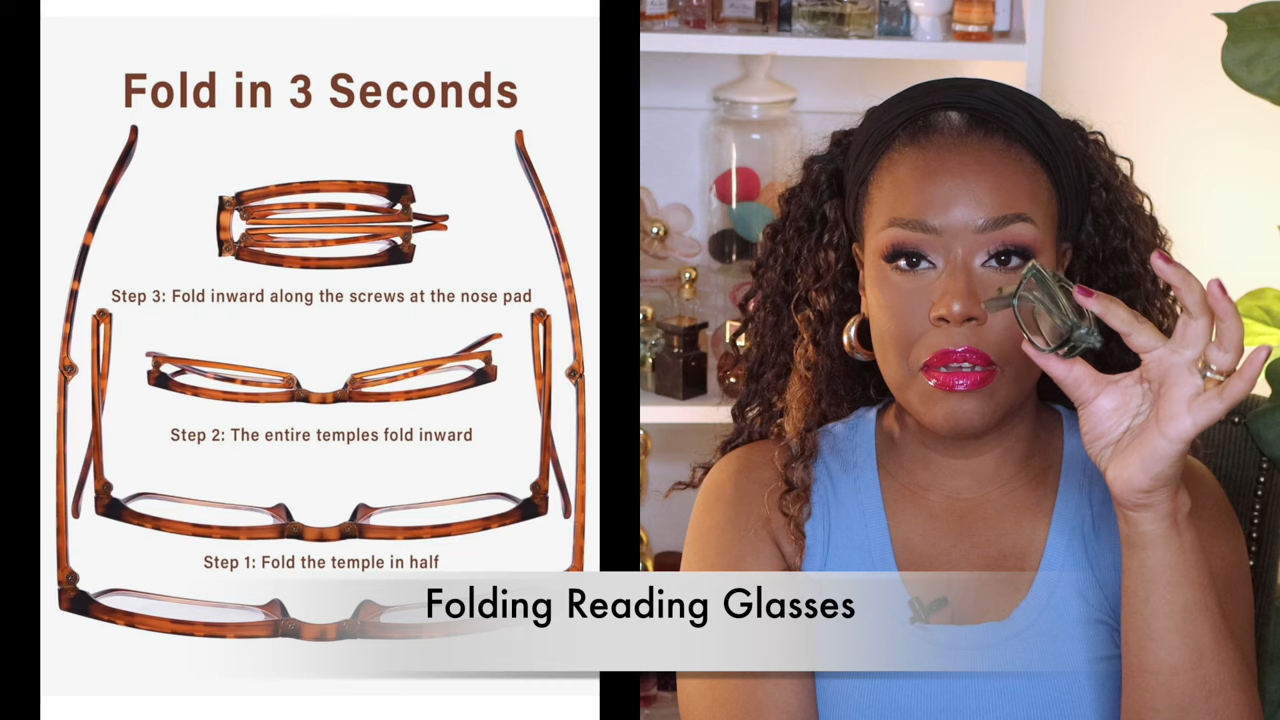 Fold in 3 Seconds
Step 3: Fold inward along the screws at the nose pad
Step 2: The entire temples fold inward
Step 1: Fold the temple in half
Folding Reading Glasses